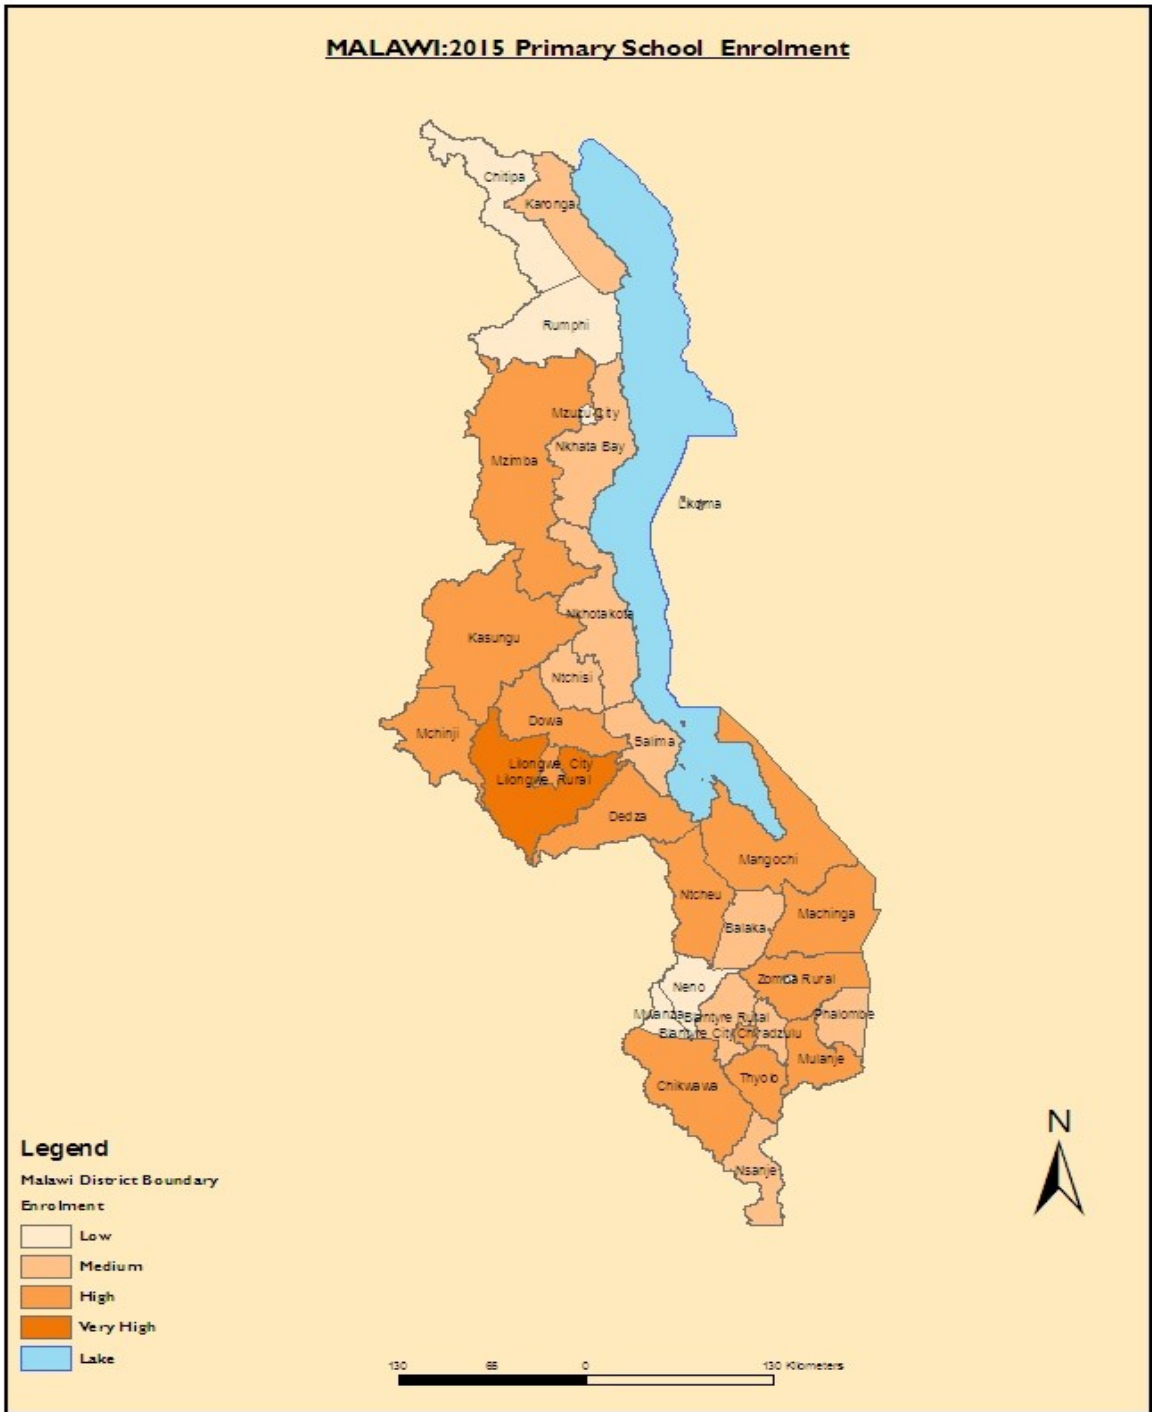 MALAWI:2015 Primary School Enrolment
Chitipa
Karonga
Rumphi
Mzuzu City
Nkhata Bay
Mzimba
Likoma
Nkhotakota
Kasungu
Ntchisi
Dowa
Mchinji
Salima
Lilongwe City
Lilongwe Rural
Dedza
Mangochi
Ntcheu
Machinga
Balaka
Zomba Rural
Neno
Mwanza
Blantyre Rural
Phalombe
Blantyre City
Chiradzulu
Mulanje
Thyolo
Chikwawa
Nsanje
N
Legend
Malawi District Boundary
Enrolment
Low
Medium
High
Very High
Lake
130 65 0 130 Kilometers